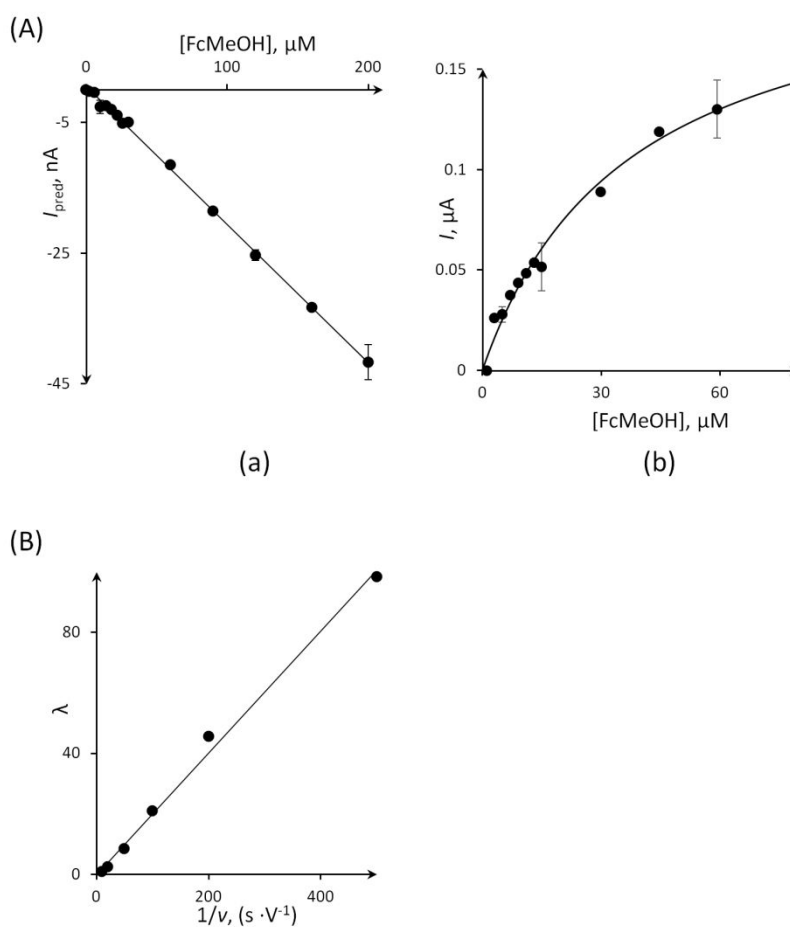 (A)
[FcMeOH], μM
0 100 200
-5
-25
-45
I_pred, nA
(a)
0.15
0.1
0.05
0
I, μA
0 30 60
[FcMeOH], μM
(b)
(B)
80
40
0
λ
0 200 400
1/v, (s ·V⁻¹)